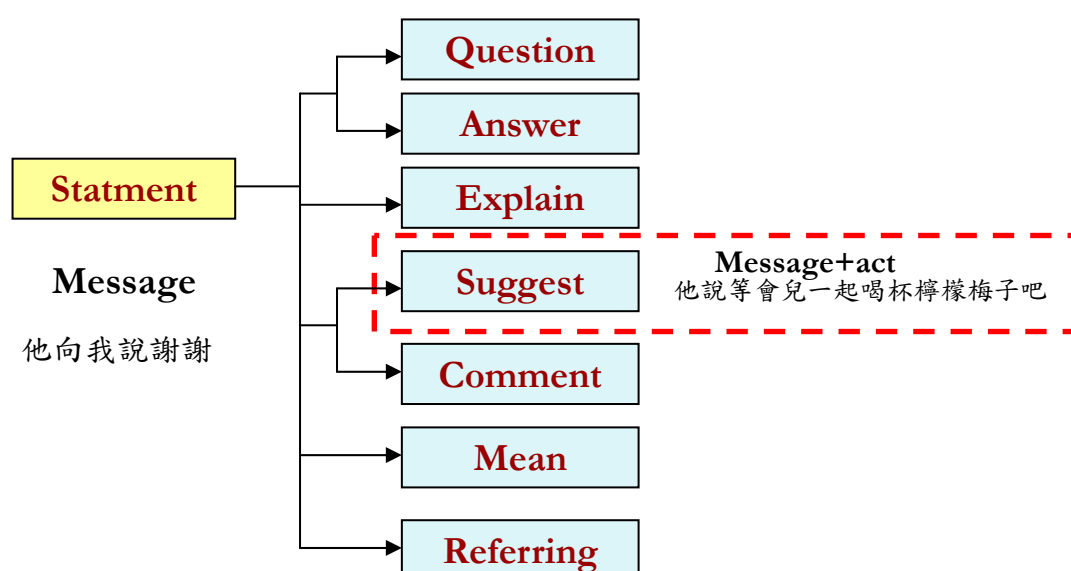 Question
Answer
Statment
Explain
Message+act
Suggest
他說等會兒一起喝杯檸檬梅子吧
Message
他向我說謝謝
Comment
Mean
Referring